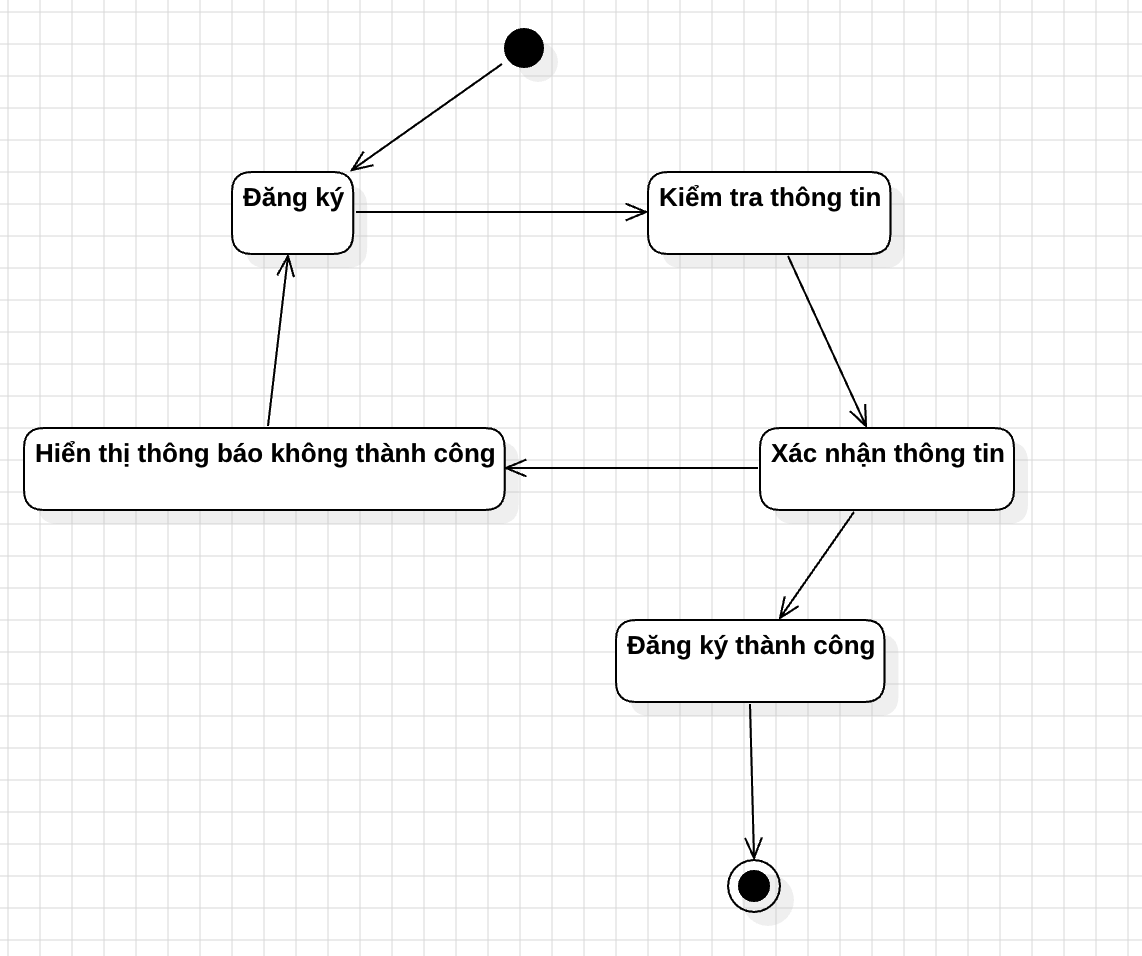 Đăng ký
Kiểm tra thông tin
Hiển thị thông báo không thành công
Xác nhận thông tin
Đăng ký thành công